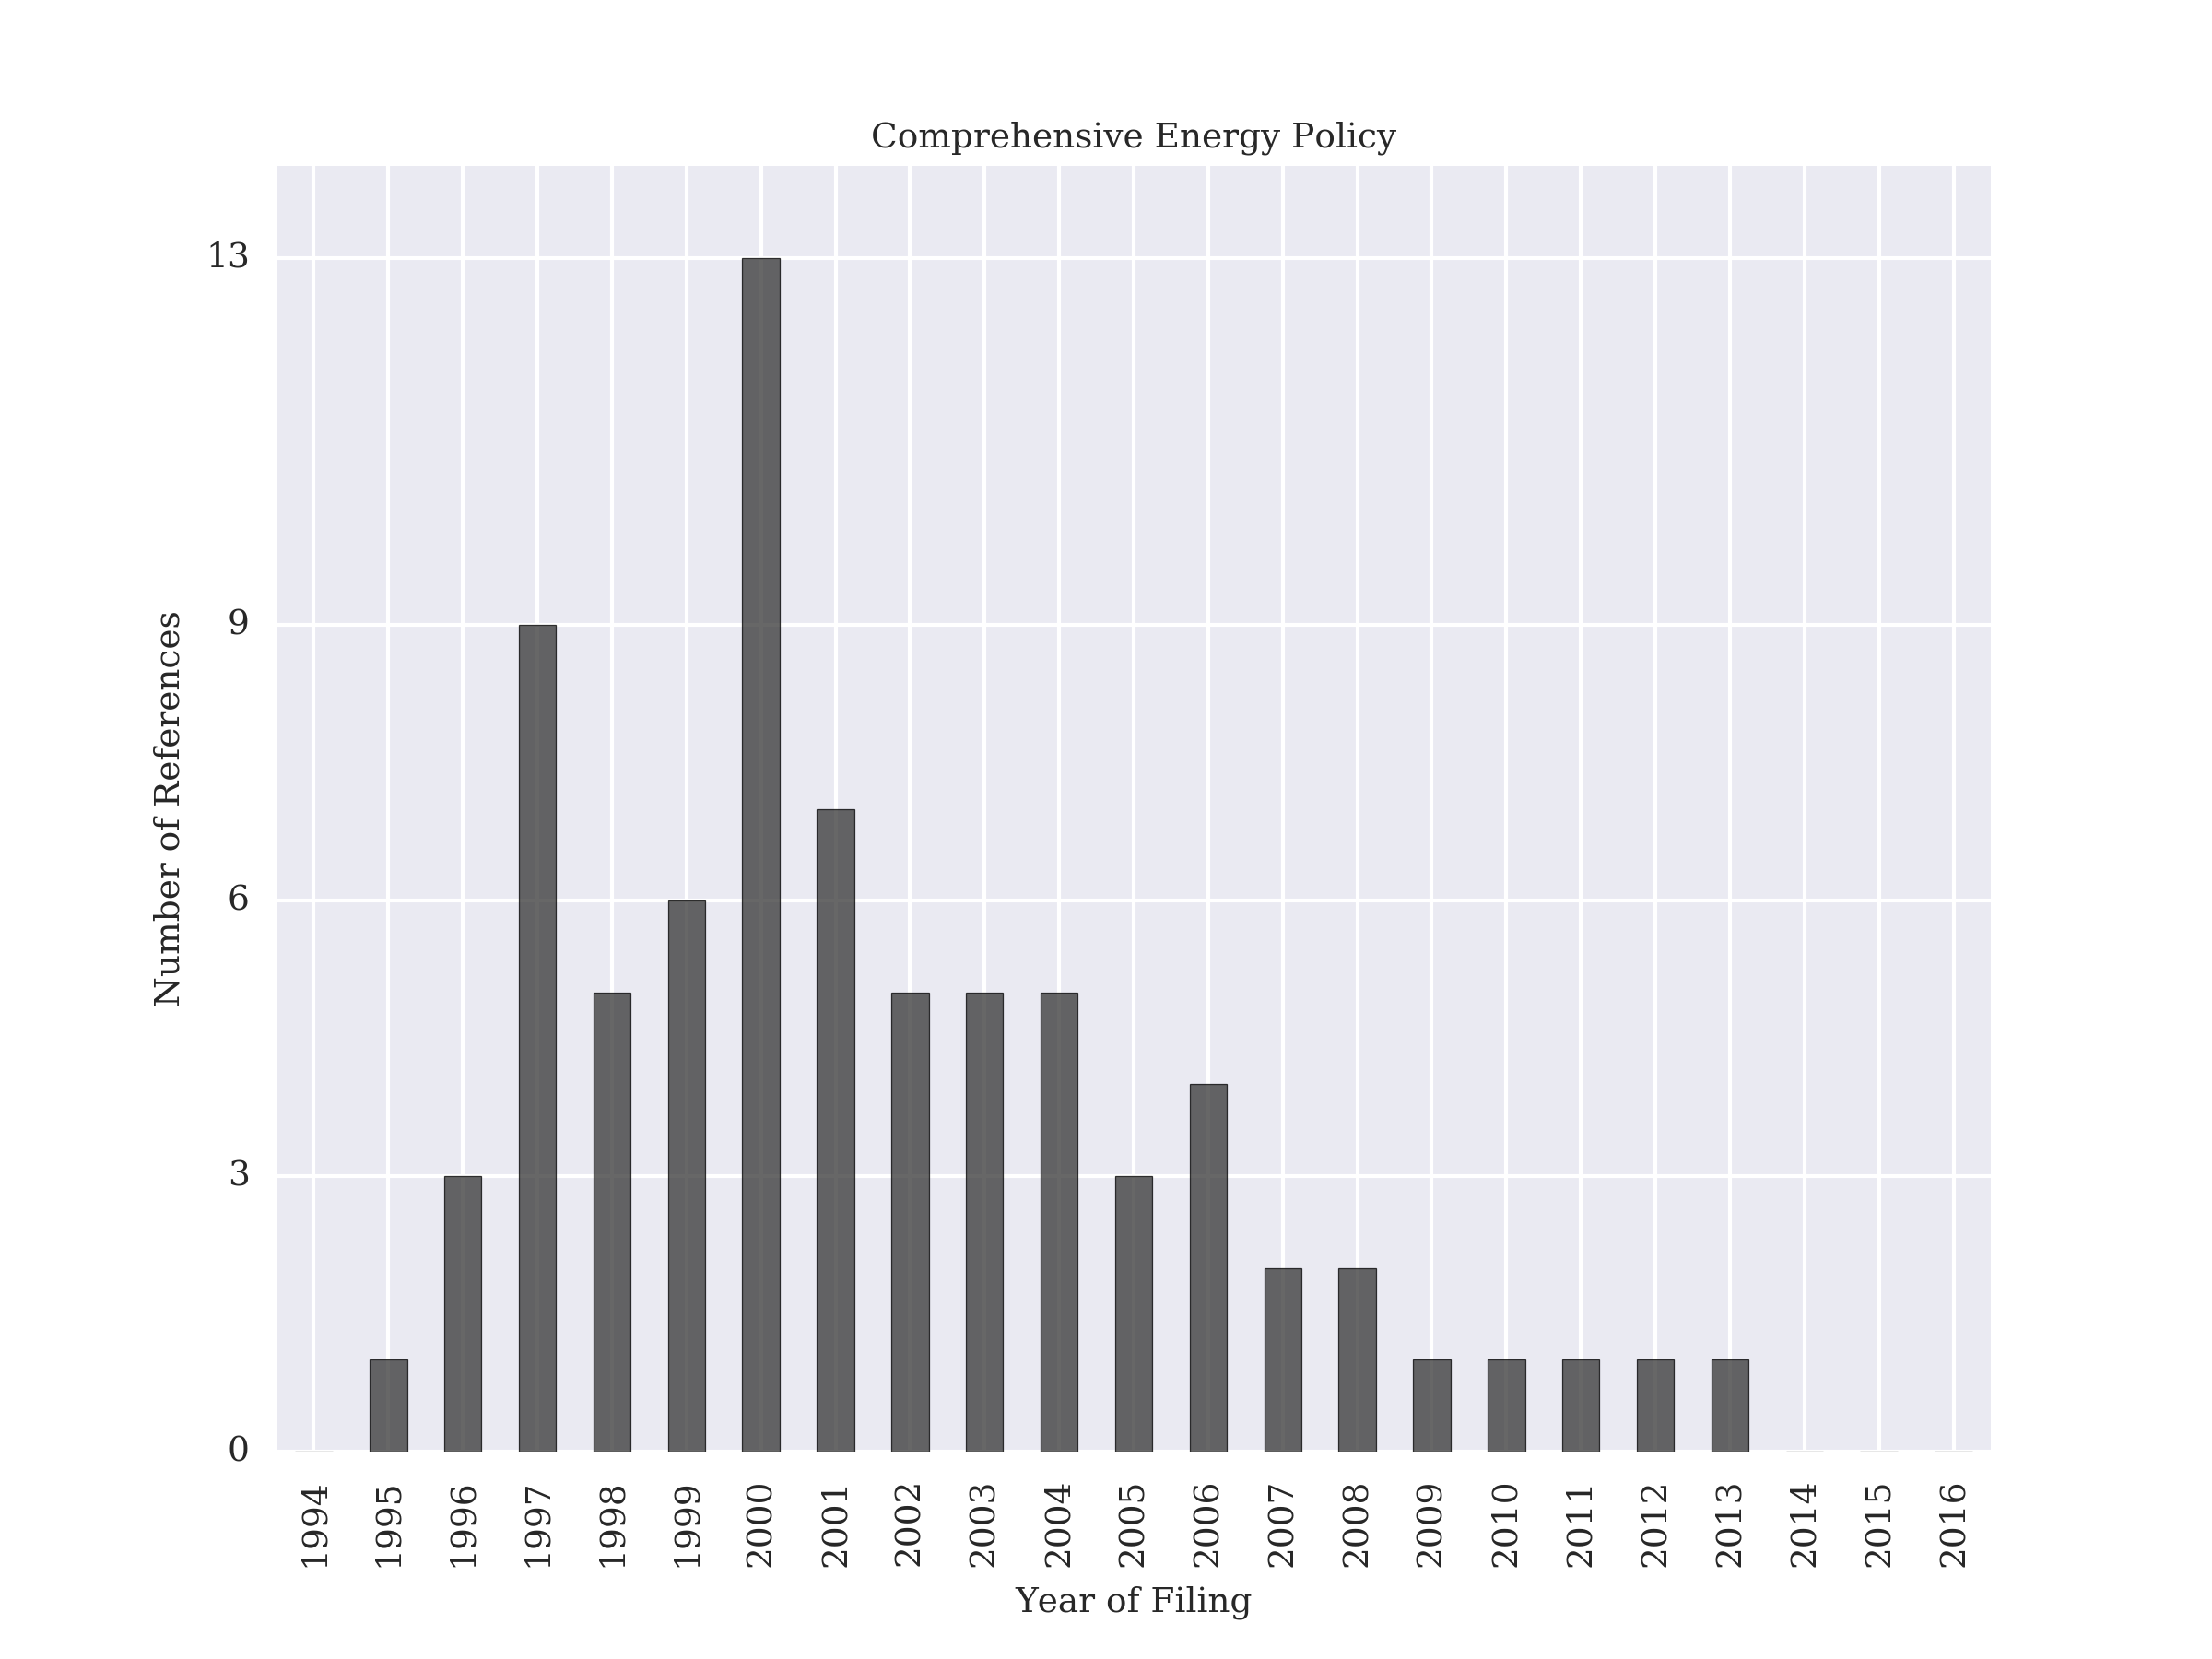 Comprehensive Energy Policy
Number of References
13
9
6
3
0
1994 1995 1996 1997 1998 1999 2000 2001 2002 2003 2004 2005 2006 2007 2008 2009 2010 2011 2012 2013 2014 2015 2016
Year of Filing